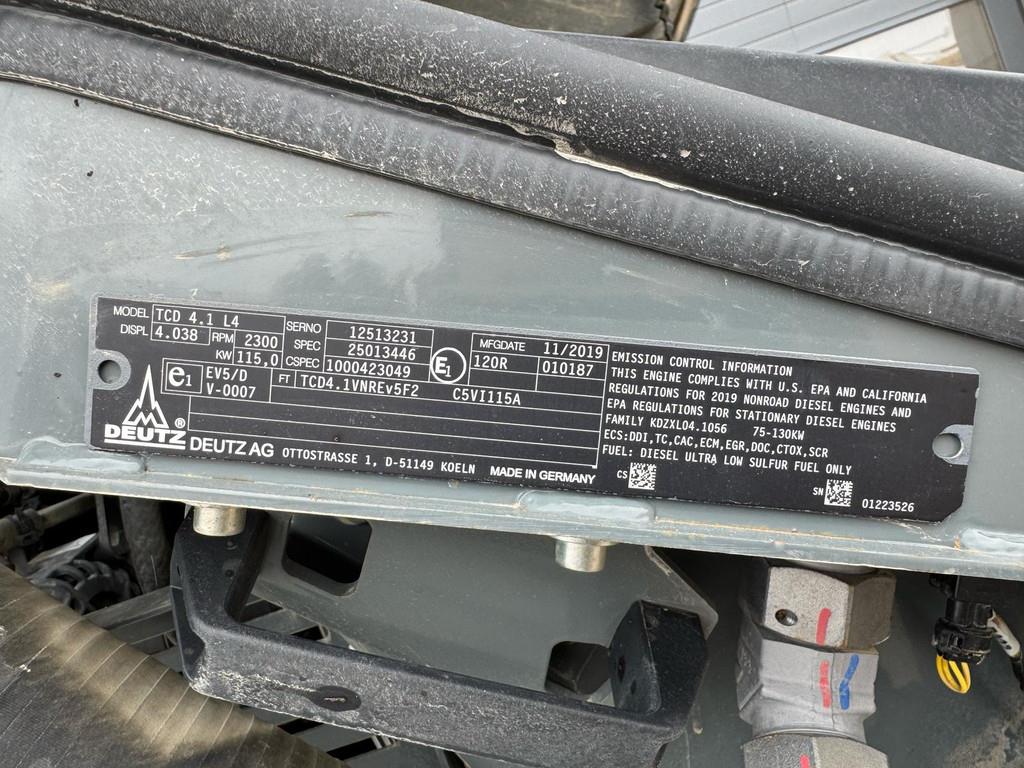 MODEL TCD 4.1 L4
DISPL 4.038 RPM 2300
KW 115,0
SERNO 12513231
SPEC 25013446
CSPEC 1000423049
E1
MFGDATE 11/2019
120R 010187
e1 EV5/D
V-0007
FT TCD4.1VNREv5F2 C5VI115A
DEUTZ®
DEUTZ AG OTTOSTRASSE 1, D-51149 KOELN MADE IN GERMANY
EMISSION CONTROL INFORMATION
THIS ENGINE COMPLIES WITH U.S. EPA AND CALIFORNIA
REGULATIONS FOR 2019 NONROAD DIESEL ENGINES AND
EPA REGULATIONS FOR STATIONARY DIESEL ENGINES
FAMILY KDZXL04.1056 75-130KW
ECS:DDI,TC,CAC,ECM,EGR,DOC,CTOX,SCR
FUEL: DIESEL ULTRA LOW SULFUR FUEL ONLY
CS
SN 01223526